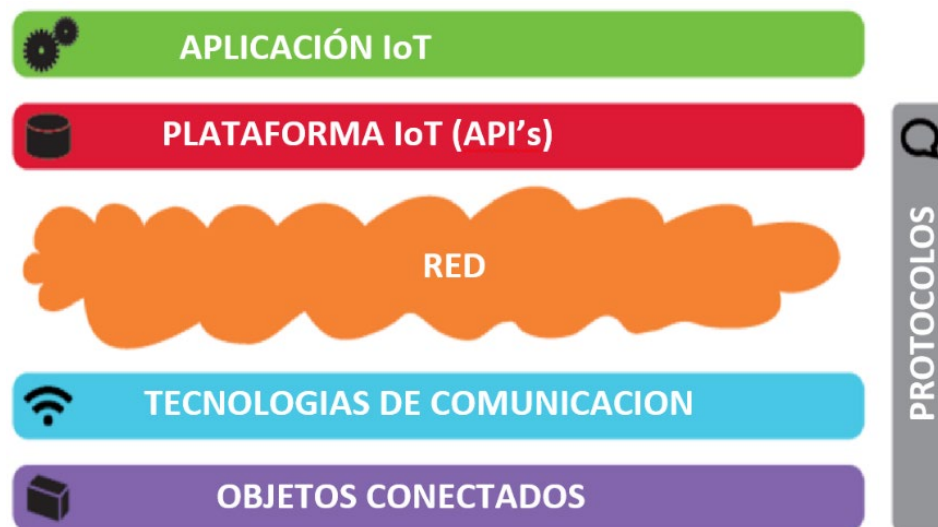 APLICACIÓN IoT
PLATAFORMA IoT (API's)
RED
TECNOLOGIAS DE COMUNICACION
OBJETOS CONECTADOS
PROTOCOLOS